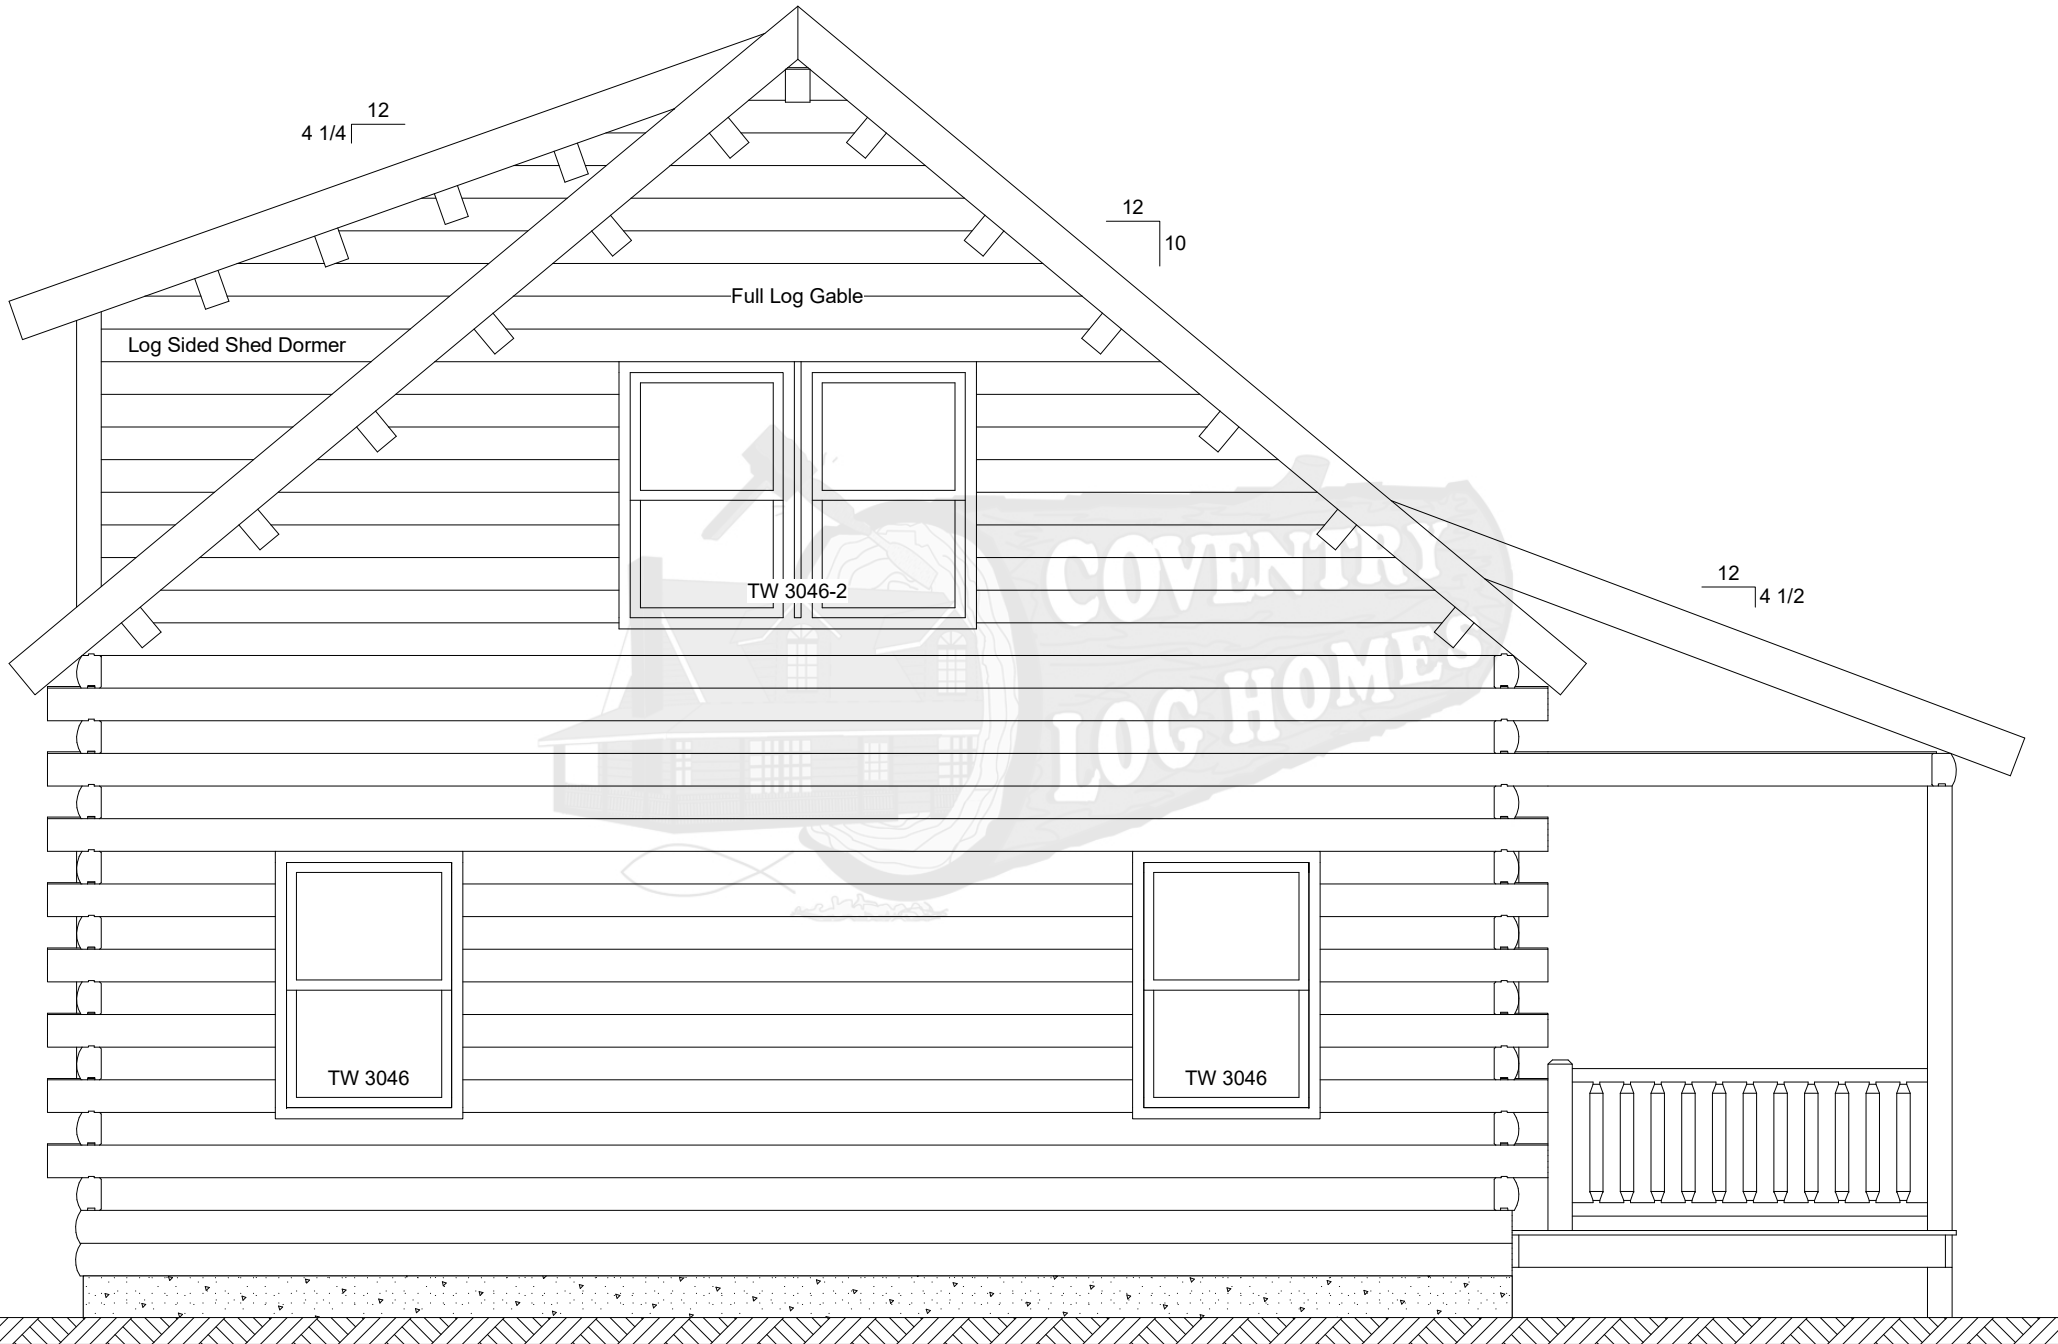 12
4 1/4
12
10
Full Log Gable
Log Sided Shed Dormer
12
4 1/2
TW 3046-2
COVENTRY
LOG HOMES
TW 3046
TW 3046